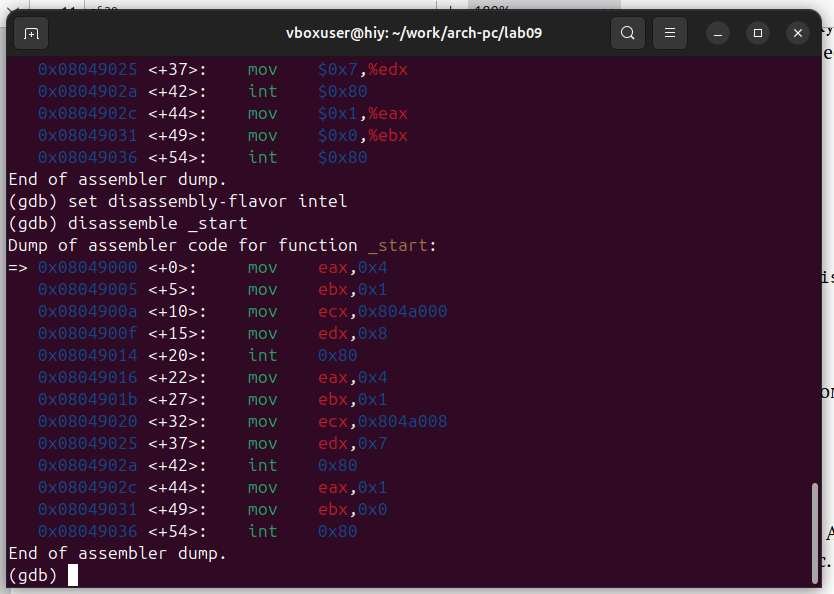 vboxuser@hiy: ~/work/arch-pc/lab09
0x08049025 <+37>: mov $0x7,%edx
0x0804902a <+42>: int $0x80
0x0804902c <+44>: mov $0x1,%eax
0x08049031 <+49>: mov $0x0,%ebx
0x08049036 <+54>: int $0x80
End of assembler dump.
(gdb) set disassembly-flavor intel
(gdb) disassemble _start
Dump of assembler code for function _start:
=> 0x08049000 <+0>: mov eax,0x4
0x08049005 <+5>: mov ebx,0x1
0x0804900a <+10>: mov ecx,0x804a000
0x0804900f <+15>: mov edx,0x8
0x08049014 <+20>: int 0x80
0x08049016 <+22>: mov eax,0x4
0x0804901b <+27>: mov ebx,0x1
0x08049020 <+32>: mov ecx,0x804a008
0x08049025 <+37>: mov edx,0x7
0x0804902a <+42>: int 0x80
0x0804902c <+44>: mov eax,0x1
0x08049031 <+49>: mov ebx,0x0
0x08049036 <+54>: int 0x80
End of assembler dump.
(gdb)